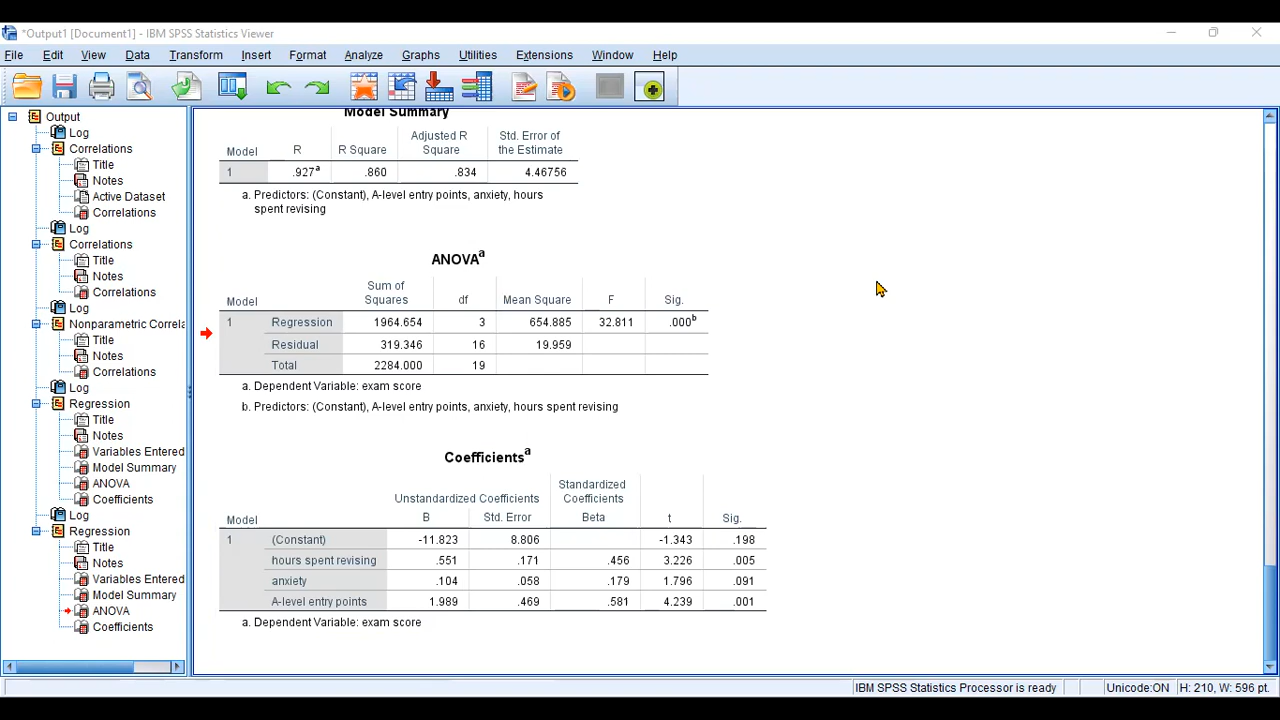 *Output1 [Document1] - IBM SPSS Statistics Viewer
File Edit View Data Transform Insert Format Analyze Graphs Utilities Extensions Window Help
Output
Log
Correlations
Title
Notes
Active Dataset
Correlations
Log
Correlations
Title
Notes
Correlations
Log
Nonparametric Correla
Title
Notes
Correlations
Log
Regression
Title
Notes
Variables Entered
Model Summary
ANOVA
Coefficients
Log
Regression
Title
Notes
Variables Entered
Model Summary
ANOVA
Coefficients
Model Summary
Model R R Square Adjusted R Square Std. Error of the Estimate
1 .927a .860 .834 4.46756
a. Predictors: (Constant), A-level entry points, anxiety, hours
spent revising
ANOVAa
Model Sum of Squares df Mean Square F Sig.
1 Regression 1964.654 3 654.885 32.811 .000b
Residual 319.346 16 19.959
Total 2284.000 19
a. Dependent Variable: exam score
b. Predictors: (Constant), A-level entry points, anxiety, hours spent revising
Coefficientsa
Unstandardized Coefficients Standardized Coefficients
Model B Std. Error Beta t Sig.
1 (Constant) -11.823 8.806 -1.343 .198
hours spent revising .551 .171 .456 3.226 .005
anxiety .104 .058 .179 1.796 .091
A-level entry points 1.989 .469 .581 4.239 .001
a. Dependent Variable: exam score
IBM SPSS Statistics Processor is ready Unicode:ON H: 210, W: 596 pt.